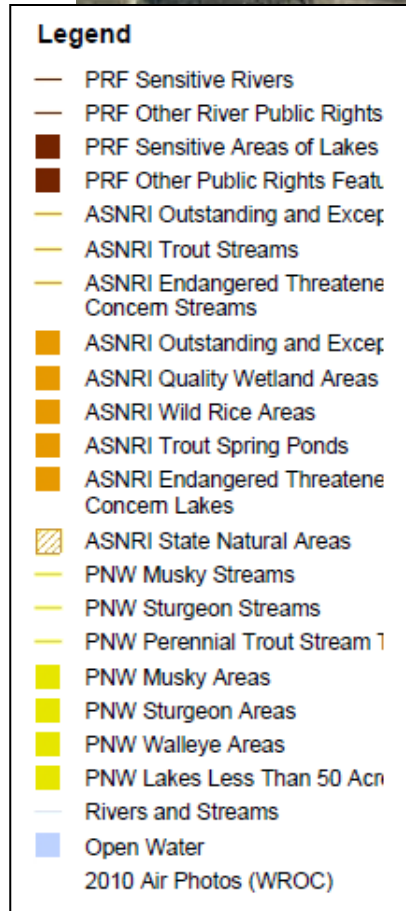 Legend
PRF Sensitive Rivers
PRF Other River Public Rights
PRF Sensitive Areas of Lakes
PRF Other Public Rights Featu
ASNRI Outstanding and Excep
ASNRI Trout Streams
ASNRI Endangered Threatene
Concern Streams
ASNRI Outstanding and Excep
ASNRI Quality Wetland Areas
ASNRI Wild Rice Areas
ASNRI Trout Spring Ponds
ASNRI Endangered Threatene
Concern Lakes
ASNRI State Natural Areas
PNW Musky Streams
PNW Sturgeon Streams
PNW Perennial Trout Stream T
PNW Musky Areas
PNW Sturgeon Areas
PNW Walleye Areas
PNW Lakes Less Than 50 Acre
Rivers and Streams
Open Water
2010 Air Photos (WROC)